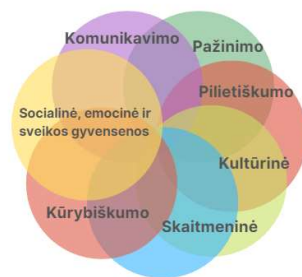 Komunikavimo
Pažinimo
Pilietiškumo
Socialinė, emocinė ir
sveikos gyvensenos
Kultūrinė
Kūrybiškumo
Skaitmeninė